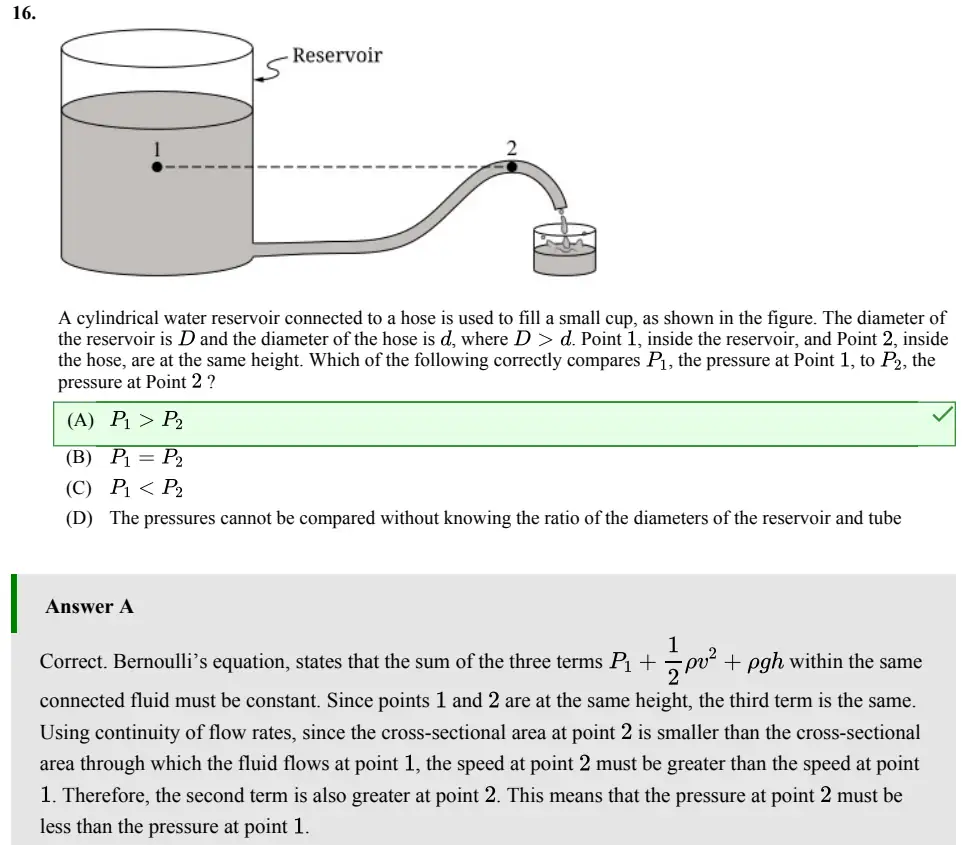 16.
Reservoir
1
2
A cylindrical water reservoir connected to a hose is used to fill a small cup, as shown in the figure. The diameter of
the reservoir is D and the diameter of the hose is d, where D > d. Point 1, inside the reservoir, and Point 2, inside
the hose, are at the same height. Which of the following correctly compares P₁, the pressure at Point 1, to P₂, the
pressure at Point 2 ?
(A) P₁ > P₂
(B) P₁ = P₂
(C) P₁ < P₂
(D) The pressures cannot be compared without knowing the ratio of the diameters of the reservoir and tube
Answer A
Correct. Bernoulli’s equation, states that the sum of the three terms P₁ + 1/2 ρv² + ρgh within the same
connected fluid must be constant. Since points 1 and 2 are at the same height, the third term is the same.
Using continuity of flow rates, since the cross-sectional area at point 2 is smaller than the cross-sectional
area through which the fluid flows at point 1, the speed at point 2 must be greater than the speed at point
1. Therefore, the second term is also greater at point 2. This means that the pressure at point 2 must be
less than the pressure at point 1.